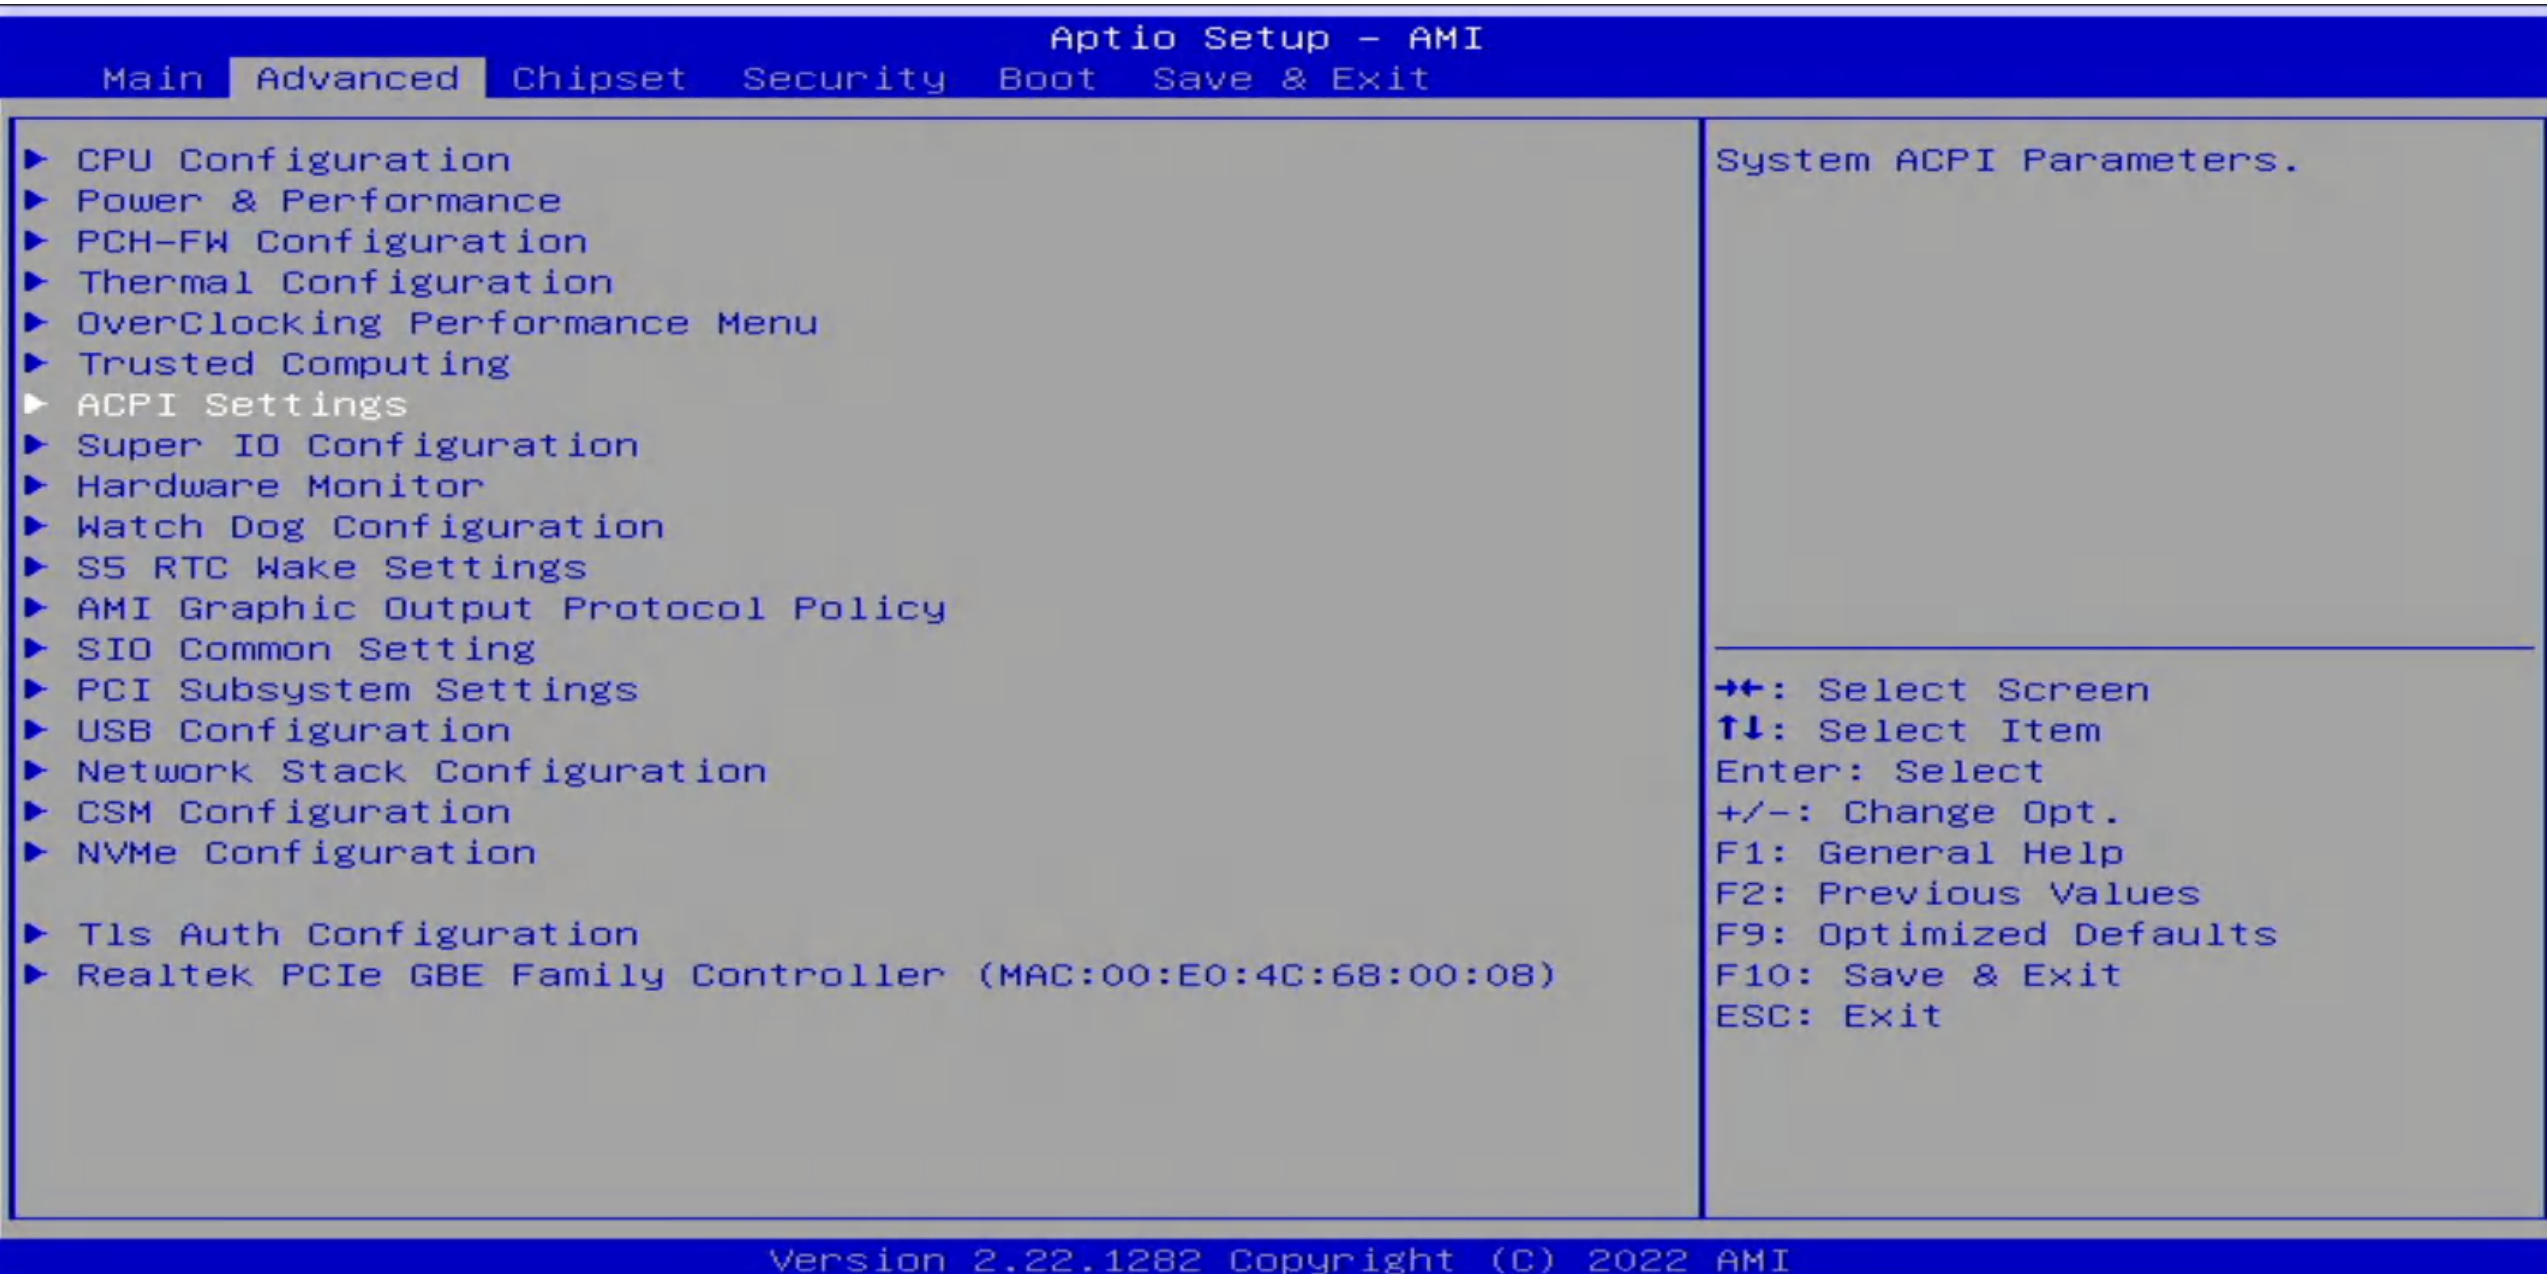 Aptio Setup – AMI
Main Advanced Chipset Security Boot Save & Exit
► CPU Configuration
► Power & Performance
► PCH-FW Configuration
► Thermal Configuration
► OverClocking Performance Menu
► Trusted Computing
► ACPI Settings
► Super IO Configuration
► Hardware Monitor
► Watch Dog Configuration
► S5 RTC Wake Settings
► AMI Graphic Output Protocol Policy
► SIO Common Setting
► PCI Subsystem Settings
► USB Configuration
► Network Stack Configuration
► CSM Configuration
► NVMe Configuration
► Tls Auth Configuration
► Realtek PCIe GBE Family Controller (MAC:00:E0:4C:68:00:08)
System ACPI Parameters.
→←: Select Screen
↑↓: Select Item
Enter: Select
+/-: Change Opt.
F1: General Help
F2: Previous Values
F9: Optimized Defaults
F10: Save & Exit
ESC: Exit
Version 2.22.1282 Copyright (C) 2022 AMI